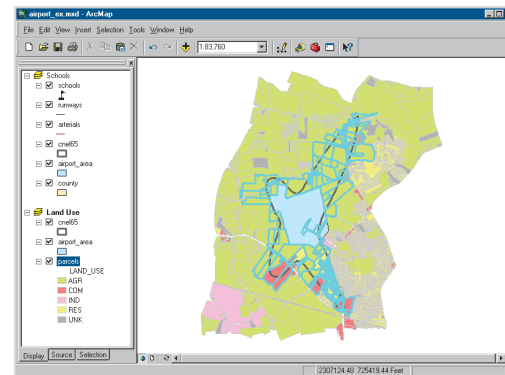 airport_ex.mxd - ArcMap
File Edit View Insert Selection Tools Window Help
1:83,760
Schools
schools
runways
arterials
cnel65
airport_area
county
Land Use
cnel65
airport_area
parcels
LAND_USE
AGR
COM
IND
RES
UNK
Display Source Selection
2307124.48 725419.44 Feet